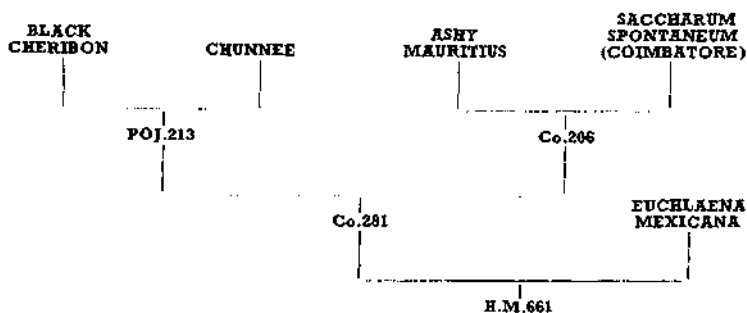 BLACK
CHERIBON
CHUNNEE
ASHY
MAURITIUS
SACCHARUM
SPONTANEUM
(COIMBATORE)
POJ.213
Co.206
Co.281
EUCHLAENA
MEXICANA
H.M.661